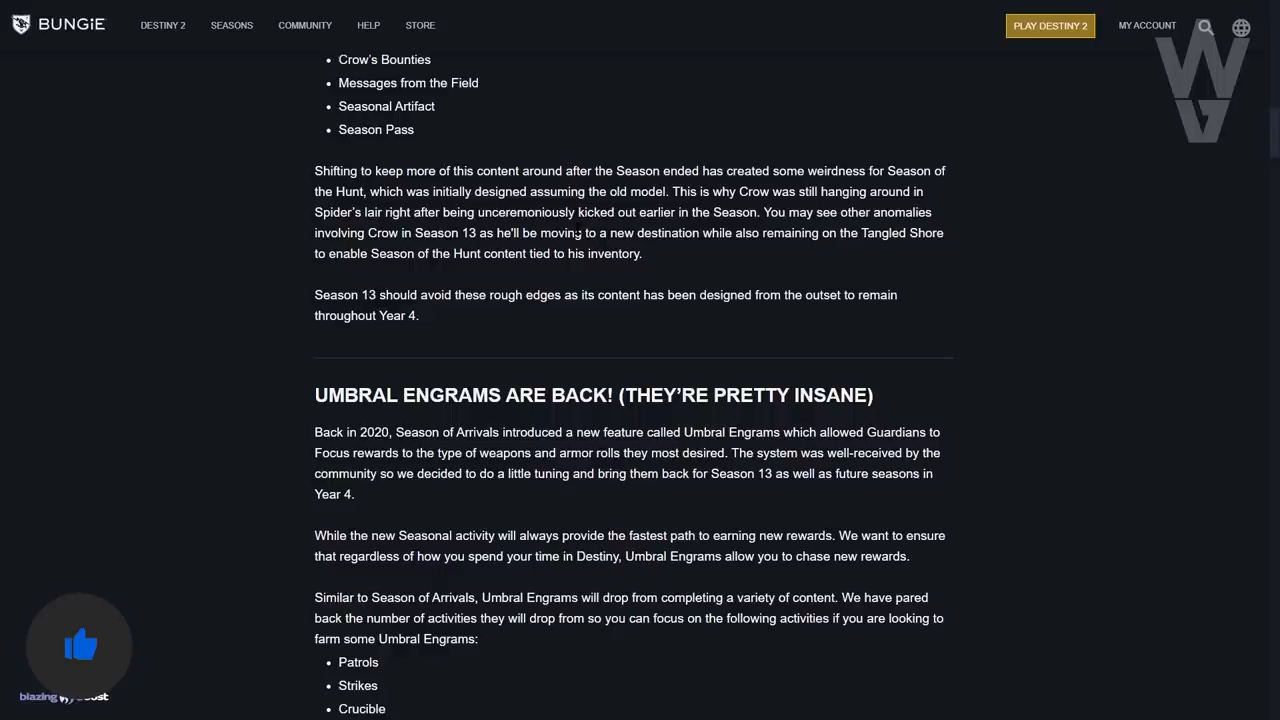 BUNGiE DESTINY 2 SEASONS COMMUNITY HELP STORE PLAY DESTINY 2 MY ACCOUNT
WG
• Crow's Bounties
• Messages from the Field
• Seasonal Artifact
• Season Pass
Shifting to keep more of this content around after the Season ended has created some weirdness for Season of
the Hunt, which was initially designed assuming the old model. This is why Crow was still hanging around in
Spider's lair right after being unceremoniously kicked out earlier in the Season. You may see other anomalies
involving Crow in Season 13 as he'll be moving to a new destination while also remaining on the Tangled Shore
to enable Season of the Hunt content tied to his inventory.
Season 13 should avoid these rough edges as its content has been designed from the outset to remain
throughout Year 4.
UMBRAL ENGRAMS ARE BACK! (THEY'RE PRETTY INSANE)
Back in 2020, Season of Arrivals introduced a new feature called Umbral Engrams which allowed Guardians to
Focus rewards to the type of weapons and armor rolls they most desired. The system was well-received by the
community so we decided to do a little tuning and bring them back for Season 13 as well as future seasons in
Year 4.
While the new Seasonal activity will always provide the fastest path to earning new rewards. We want to ensure
that regardless of how you spend your time in Destiny, Umbral Engrams allow you to chase new rewards.
Similar to Season of Arrivals, Umbral Engrams will drop from completing a variety of content. We have pared
back the number of activities they will drop from so you can focus on the following activities if you are looking to
farm some Umbral Engrams:
• Patrols
• Strikes
• Crucible
blazing